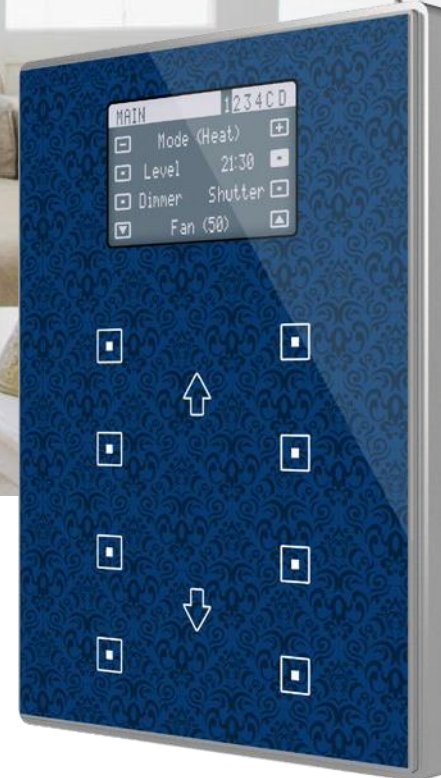 MAIN 1234CD
Mode (Heat)
Level 21:30
Dimmer Shutter
Fan (50)